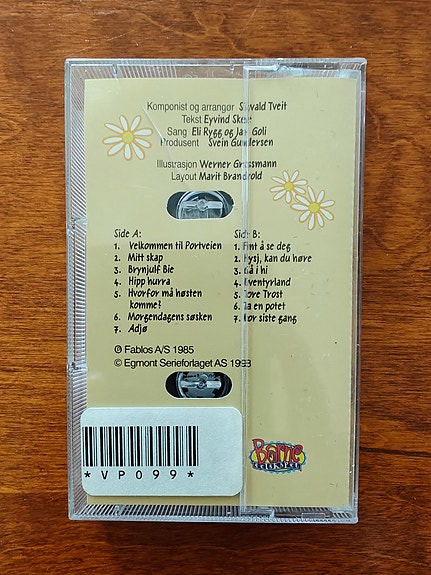 Komponist og arrangør Sigvald Tveit
Tekst Eyvind Skeie
Sang Eli Rygg og Jan Goli
Produsent Svein Gundersen
Illustrasjon Werner Grossmann
Layout Marit Brandrold
Side A:
1. Velkommen til Portveien
2. Mitt skap
3. Brynjulf Bie
4. Hipp hurra
5. Hvorfor må høsten
komme?
6. Morgendagens søsken
7. Adjø
Side B:
1. Fint å se deg
2. Hysj, kan du høre
3. Gå i hi
4. Eventyrland
5. Tore Trost
6. Ta en potet
7. For siste gang
℗ Fablos A/S 1985
© Egmont Serieforlaget AS 1993
*VP099*
Barne